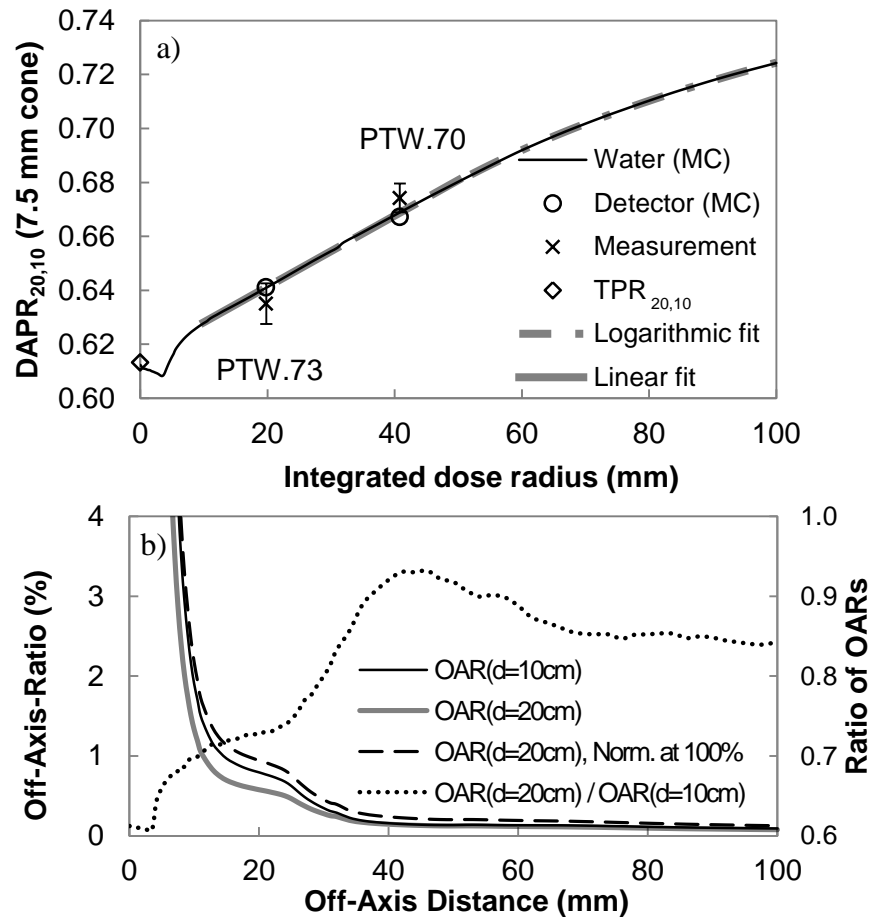 a)
DAPR20,10 (7.5 mm cone)
0.74
0.72
0.70
0.68
0.66
0.64
0.62
0.60
PTW.70
PTW.73
Water (MC)
Detector (MC)
Measurement
TPR 20,10
Logarithmic fit
Linear fit
0 20 40 60 80 100
Integrated dose radius (mm)
b)
Off-Axis-Ratio (%)
4
3
2
1
0
OAR(d=10cm)
OAR(d=20cm)
OAR(d=20cm), Norm. at 100%
OAR(d=20cm) / OAR(d=10cm)
1.0
0.9
0.8
0.7
0.6
Ratio of OARs
0 20 40 60 80 100
Off-Axis Distance (mm)